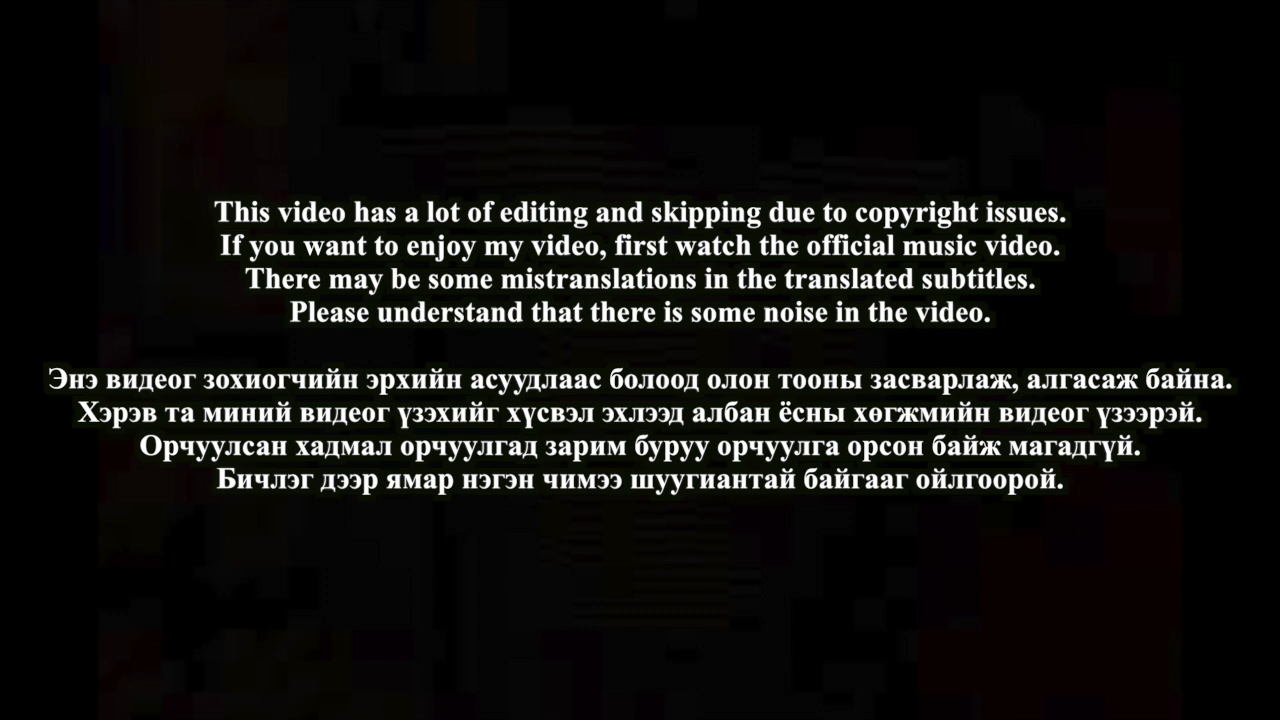 This video has a lot of editing and skipping due to copyright issues.
If you want to enjoy my video, first watch the official music video.
There may be some mistranslations in the translated subtitles.
Please understand that there is some noise in the video.
Энэ видеог зохиогчийн эрхийн асуудлаас болоод олон тооны засварлаж, алгасаж байна.
Хэрэв та миний видеог үзэхийг хүсвэл эхлээд албан ёсны хөгжмийн видеог үзээрэй.
Орчуулсан хадмал орчуулгад зарим буруу орчуулга орсон байж магадгүй.
Бичлэг дээр ямар нэгэн чимээ шуугиантай байгааг ойлгоорой.